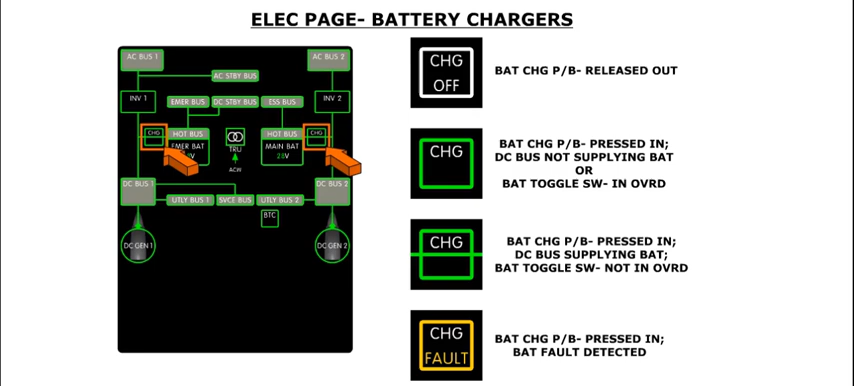 ELEC PAGE- BATTERY CHARGERS
AC BUS 1
AC BUS 2
AC STBY BUS
INV 1
EMER BUS
DC STBY BUS
ESS BUS
INV 2
CHG
HOT BUS
HOT BUS
CHG
EMER BAT
V
TRU
MAIN BAT
28V
ACW
DC BUS 1
DC BUS 2
UTLY BUS 1
SVCE BUS
UTLY BUS 2
BTC
DC GEN 1
DC GEN 2
CHG
OFF
BAT CHG P/B- RELEASED OUT
CHG
BAT CHG P/B- PRESSED IN;
DC BUS NOT SUPPLYING BAT
OR
BAT TOGGLE SW- IN OVRD
CHG
BAT CHG P/B- PRESSED IN;
DC BUS SUPPLYING BAT;
BAT TOGGLE SW- NOT IN OVRD
CHG
FAULT
BAT CHG P/B- PRESSED IN;
BAT FAULT DETECTED